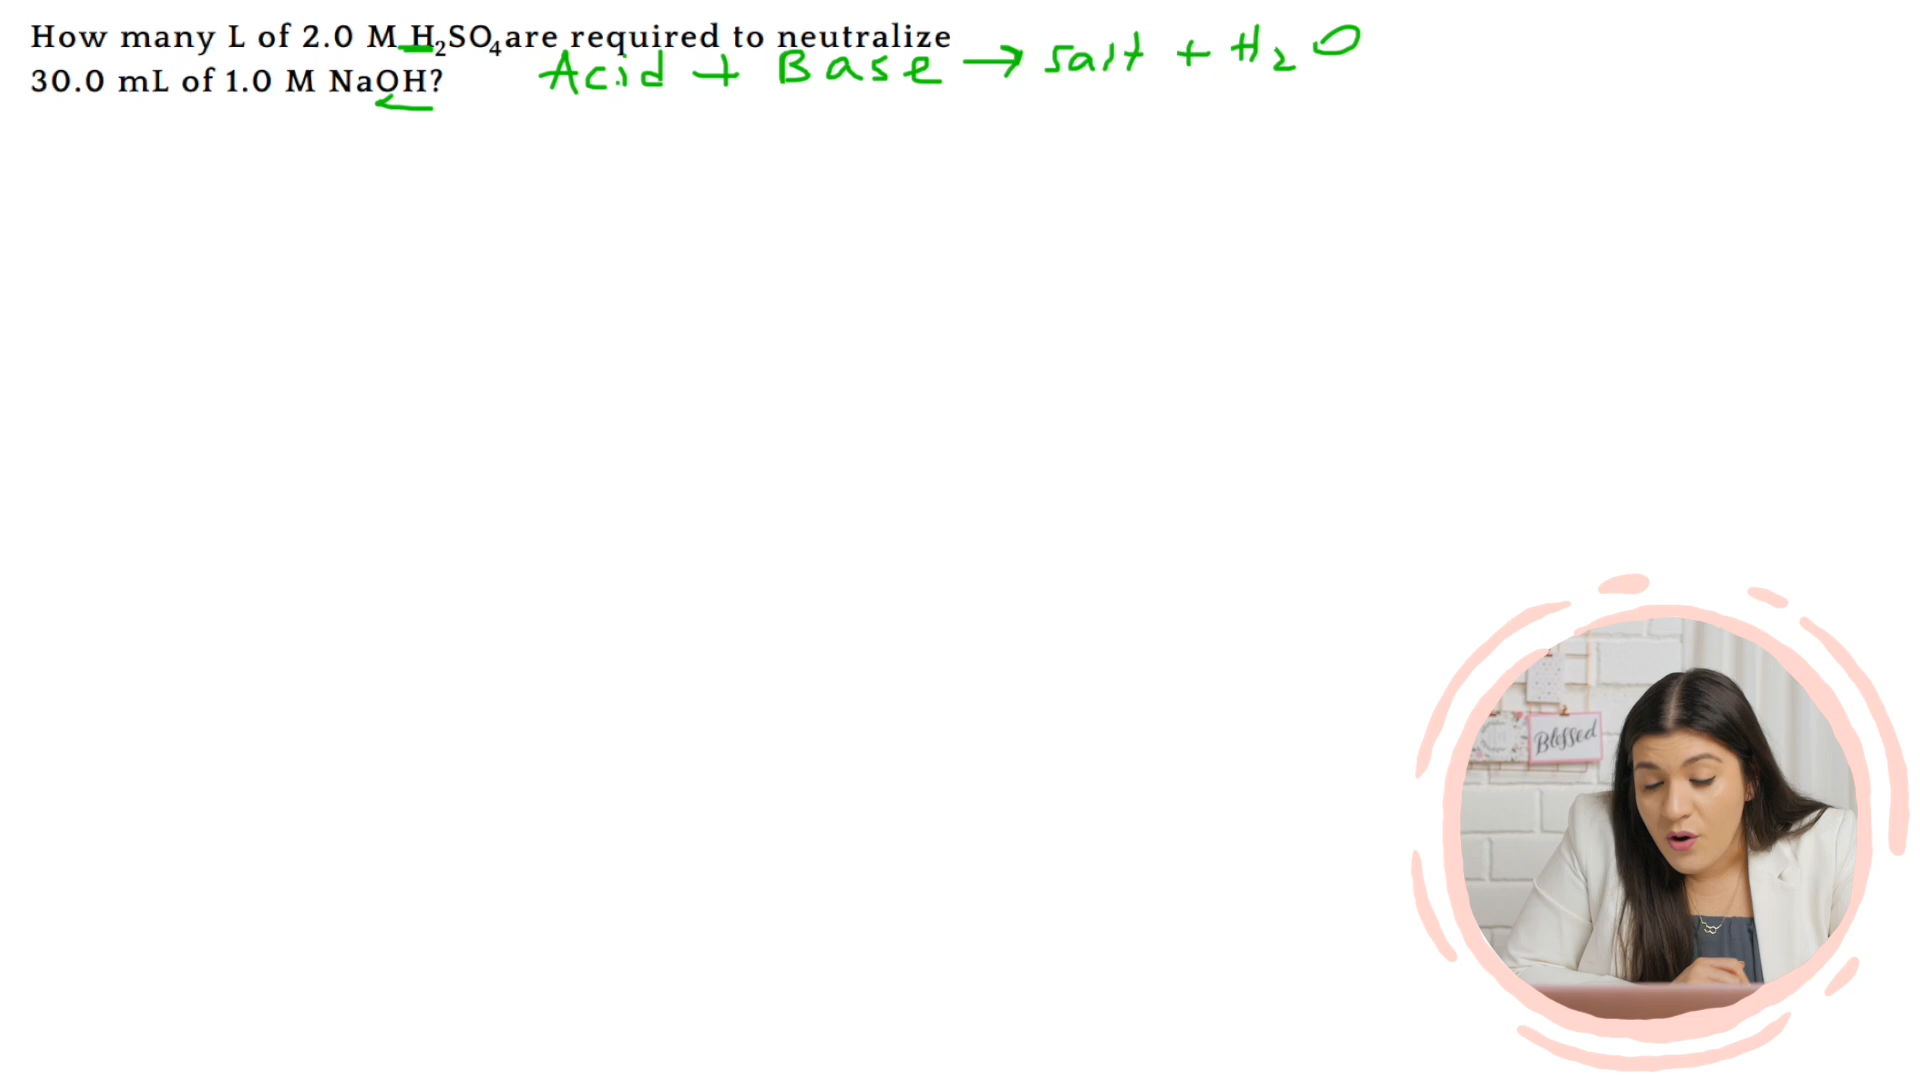 How many L of 2.0 M H₂SO₄ are required to neutralize
30.0 mL of 1.0 M NaOH?
Acid + Base → salt + H₂O
Blessed